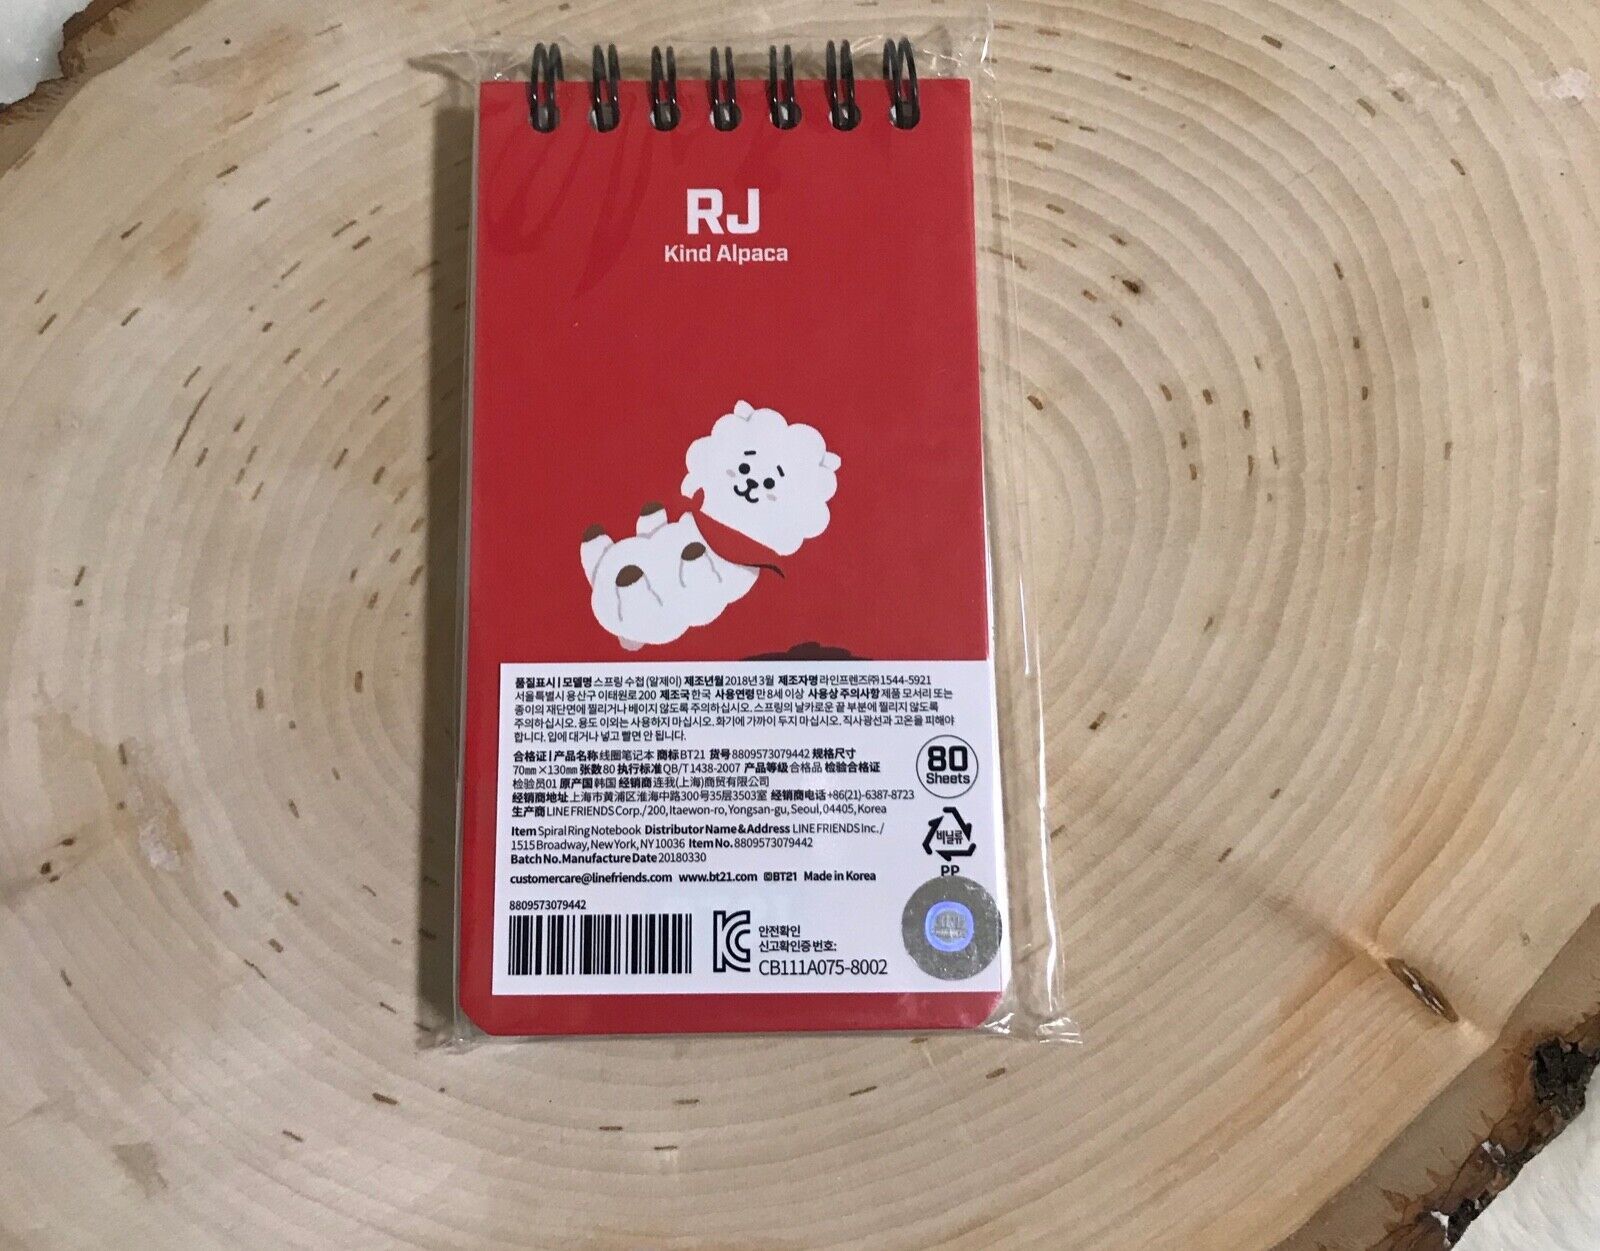 RJ
Kind Alpaca
품질표시 | 모델명 스프링 수첩 (알제이) 제조년월 2018년 3월 제조자명 라인프렌즈㈜ 1544-5921
서울특별시 용산구 이태원로 200 제조국 한국 사용연령 만 8세 이상 사용상 주의사항 제품 모서리 또는
종이의 재단면에 찔리거나 베이지 않도록 주의하십시오. 스프링의 날카로운 끝 부분에 찔리지 않도록
주의하십시오. 용도 이외는 사용하지 마십시오. 화기에 가까이 두지 마십시오. 직사광선과 고온을 피해야
합니다. 입에 대거나 넣고 빨면 안 됩니다.
合格证 | 产品名称 线圈笔记本 商标 BT21 货号 8809573079442 规格尺寸
70mm×130mm 张数 80 执行标准 QB/T 1438-2007 产品等级 合格品 检验合格证
检验员01 原产国 韩国 经销商 连我(上海)商贸有限公司
经销商地址 上海市黄浦区淮海中路300号35层3503室 经销商电话 +86(21)-6387-8723
生产商 LINE FRIENDS Corp./ 200, Itaewon-ro, Yongsan-gu, Seoul, 04405, Korea
80
Sheets
Item Spiral Ring Notebook Distributor Name & Address LINE FRIENDS Inc./
1515 Broadway, New York, NY 10036 Item No. 8809573079442
Batch No. Manufacture Date 20180330
customercare@linefriends.com www.bt21.com ©BT21 Made in Korea
비닐류
PP
8809573079442
안전확인
신고확인증 번호:
CB111A075-8002